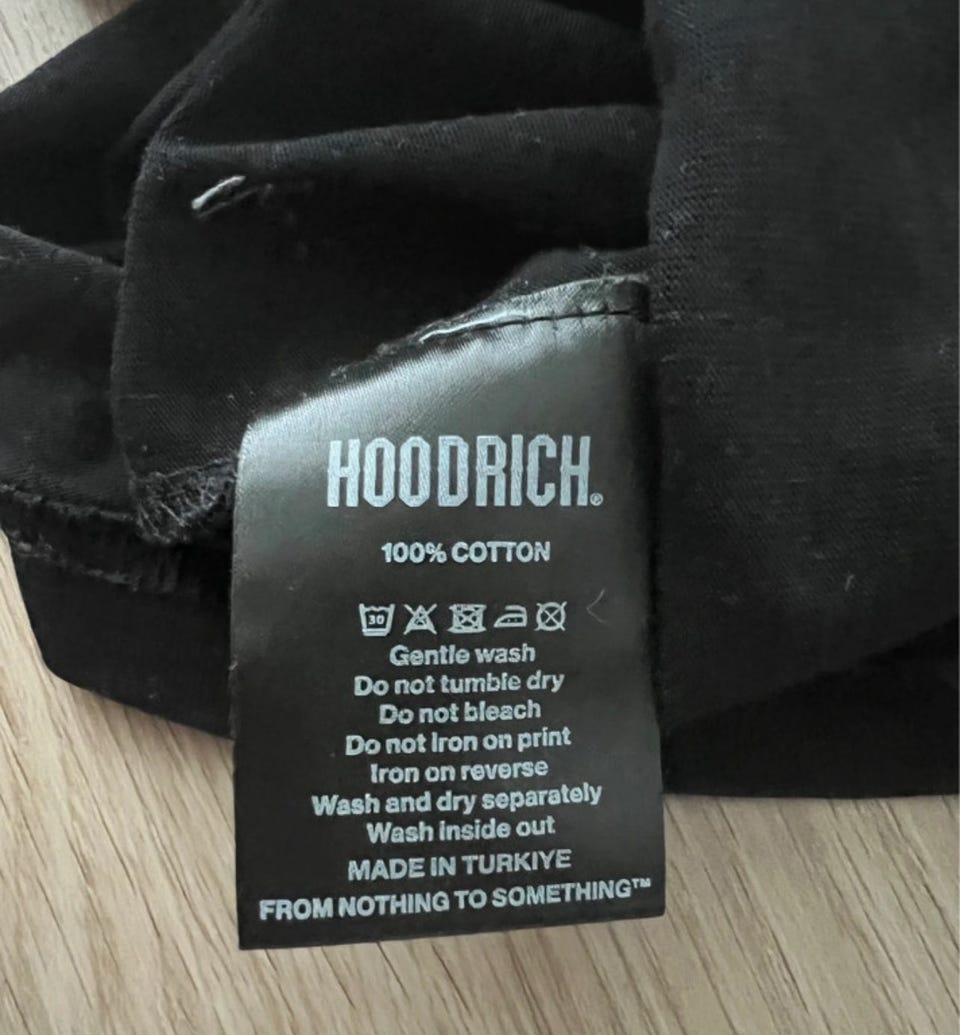 HOODRICH®
100% COTTON
30
Gentle wash
Do not tumble dry
Do not bleach
Do not Iron on print
Iron on reverse
Wash and dry separately
Wash inside out
MADE IN TURKIYE
FROM NOTHING TO SOMETHING™